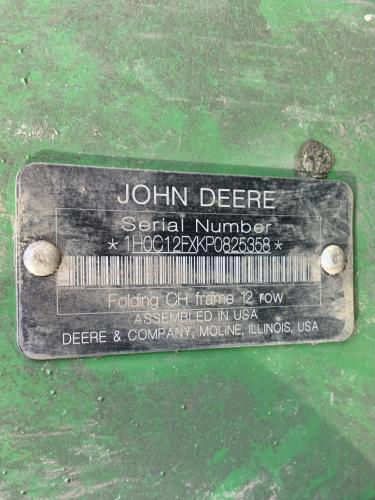 JOHN DEERE
Serial Number
*1H0C12FXKP0825358*
Folding CH frame 12 row
ASSEMBLED IN USA
DEERE & COMPANY, MOLINE, ILLINOIS, USA